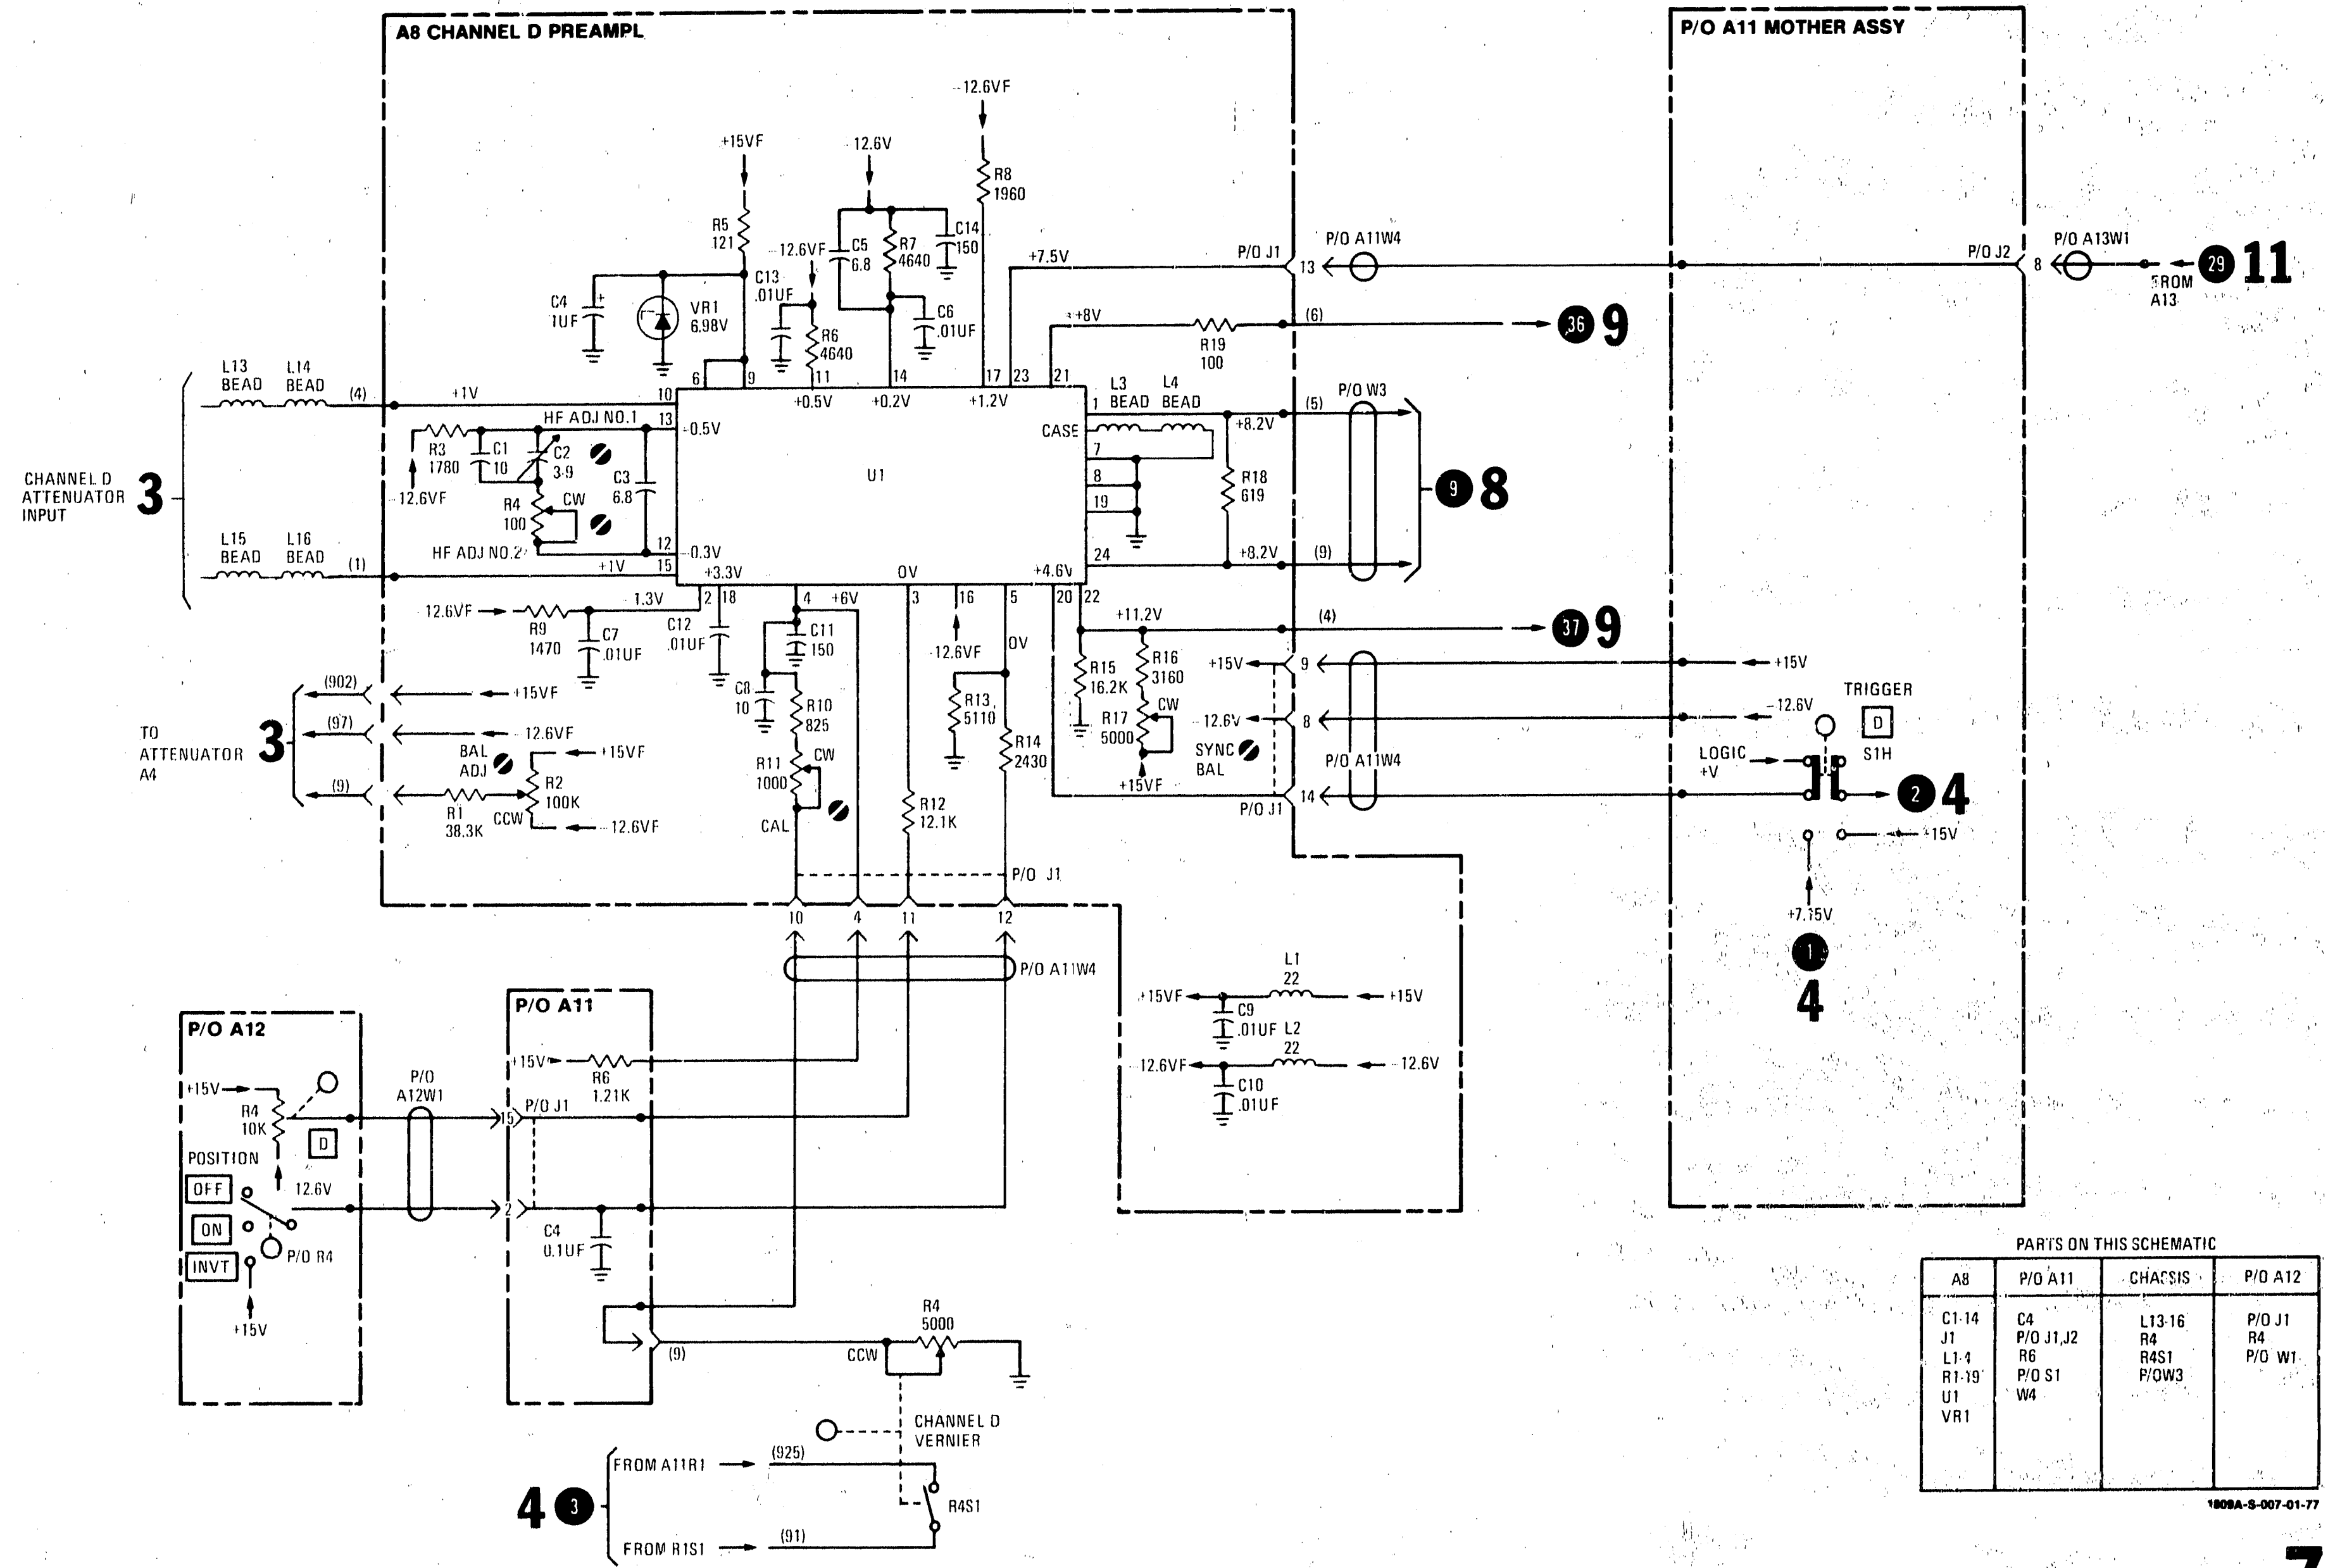 A8 CHANNEL D PREAMPL
P/O A11 MOTHER ASSY
-12.6VF
+15VF
-12.6V
R8
1960
R5
121
-12.6VF
C5
6.8
R7
4640
C14
150
+7.5V
P/O J1
13
P/O A11W4
P/O J2
8
P/O A13W1
29 11
FROM
A13
C4
1UF
+
VR1
6.98V
C13
.01UF
R6
4640
C6
.01UF
+8V
R19
100
(6)
36 9
L13
BEAD
L14
BEAD
(4)
+1V
10
6
9
11
14
17
23
21
+0.5V
+0.2V
+1.2V
1
L3
BEAD
L4
BEAD
P/O W3
(5)
+8.2V
HF ADJ NO.1
13
+0.5V
R3
1780
C1
10
C2
3-9
CASE
7
8
19
-12.6VF
R4
100
CW
C3
6.8
U1
R18
619
9 8
CHANNEL D
ATTENUATOR
INPUT
3
L15
BEAD
L16
BEAD
(1)
HF ADJ NO.2
12
-0.3V
+1V
15
24
+8.2V
(9)
+3.3V
0V
+4.6V
2
18
4
+6V
3
16
5
20
22
-12.6VF
R9
1470
1.3V
C7
.01UF
C12
.01UF
C11
150
-12.6VF
0V
+11.2V
(4)
37 9
TO
ATTENUATOR
A4
3
(902)
+15VF
(97)
-12.6VF
(9)
R1
38.3K
BAL
ADJ
+15VF
R2
100K
CCW
-12.6VF
C8
10
R10
825
R11
1000
CW
CAL
R12
12.1K
R13
5110
R14
2430
R15
16.2K
R16
3160
R17
5000
CW
+15VF
SYNC
BAL
+15V
9
-12.6V
8
P/O A11W4
P/O J1
14
+15V
-12.6V
TRIGGER
D
S1H
LOGIC
+V
2 4
+15V
+7.15V
1
4
P/O J1
10
4
11
12
P/O A11W4
L1
22
+15VF
+15V
C9
.01UF
L2
22
-12.6VF
-12.6V
C10
.01UF
P/O A12
+15V
R4
10K
D
POSITION
12.6V
OFF
ON
INVT
P/O R4
+15V
P/O
A12W1
P/O A11
+15V
R6
1.21K
15
P/O J1
2
C4
0.1UF
(9)
CCW
R4
5000
CHANNEL D
VERNIER
4 3
FROM A11R1
(925)
R4S1
FROM R1S1
(91)
PARTS ON THIS SCHEMATIC
A8 P/O A11 CHASSIS P/O A12
C1-14 C4 L13-16 P/O J1
J1 P/O J1,J2 R4 R4
L1-4 R6 R4S1 P/O W1
R1-19 P/O S1 P/OW3
U1 W4
VR1
1809A-S-007-01-77
7